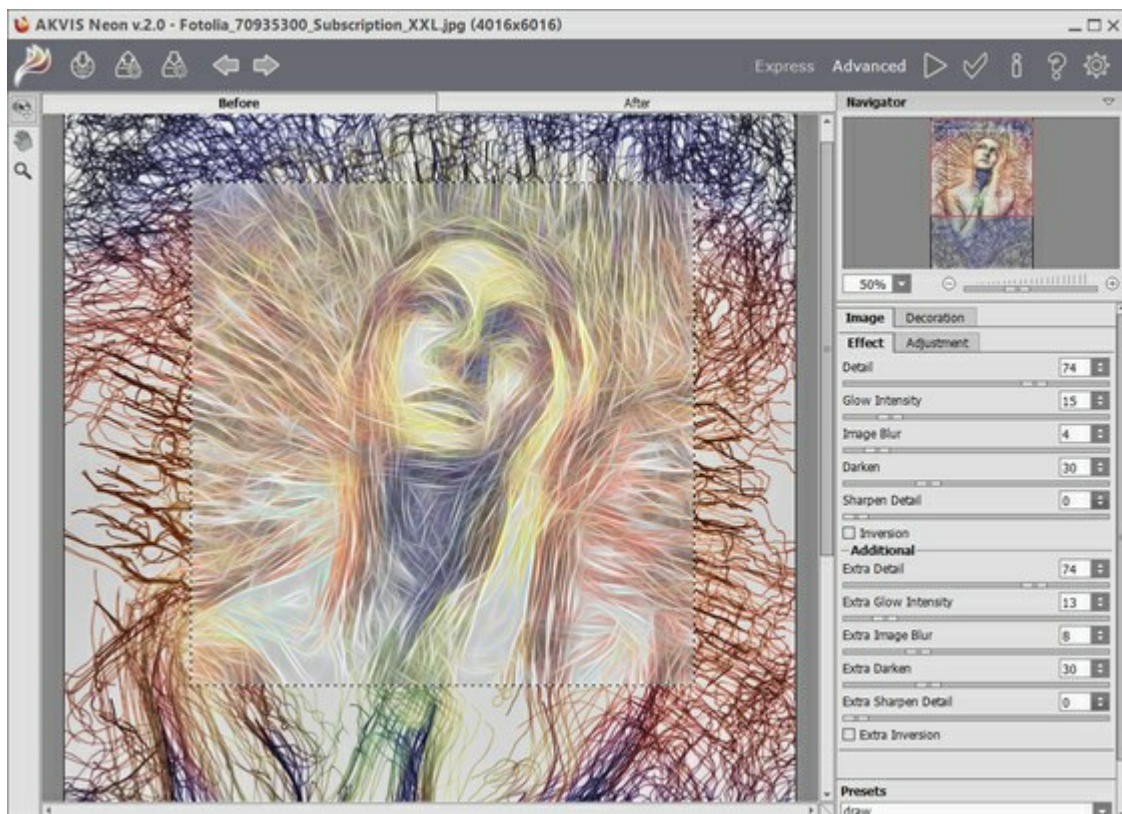 AKVIS Neon v.2.0 - Fotolia_70935300_Subscription_XXL.jpg (4016x6016)
Express Advanced
Before After
Navigator
50%
Image Decoration
Effect Adjustment
Detail 74
Glow Intensity 15
Image Blur 4
Darken 30
Sharpen Detail 0
Inversion
Additional
Extra Detail 74
Extra Glow Intensity 13
Extra Image Blur 8
Extra Darken 30
Extra Sharpen Detail 0
Extra Inversion
Presets
draw